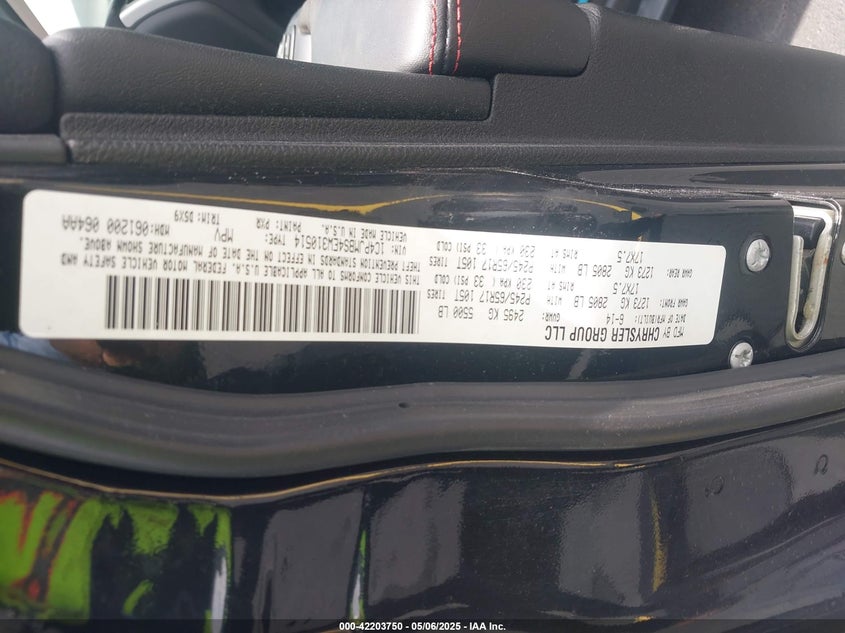 MFD BY CHRYSLER GROUP LLC
DATE OF MFR(BUILT): 6-14 GVWR: 2495 KG 5500 LB
GAWR FRONT: 1273 KG 2805 LB WITH P245/65R17 105T TIRES
17X7.5 RIMS AT 230 KPA ( 33 PSI) COLD
GAWR REAR: 1273 KG 2805 LB WITH P245/65R17 105T TIRES
17X7.5 RIMS AT 230 KPA ( 33 PSI) COLD
THIS VEHICLE CONFORMS TO ALL APPLICABLE U.S.A. FEDERAL MOTOR VEHICLE SAFETY AND
THEFT PREVENTION STANDARDS IN EFFECT ON THE DATE OF MANUFACTURE SHOWN ABOVE.
VIN: 1C4PJMBS9EW310614 TYPE: MPV MDH:061200 064AA
VEHICLE MADE IN U.S.A. PAINT: PXR TRIM: D5X9
000-42203750 — 05/06/2025 — IAA Inc.